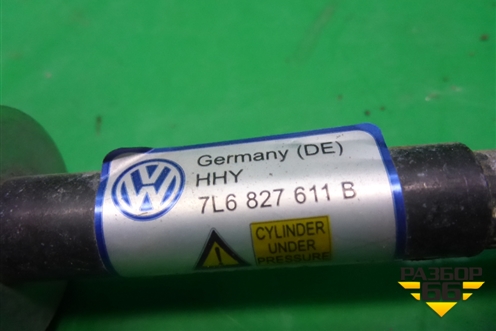 Germany (DE)
HHY
7L6 827 611 B
CYLINDER
UNDER
PRESSURE
РАЗБОР
66